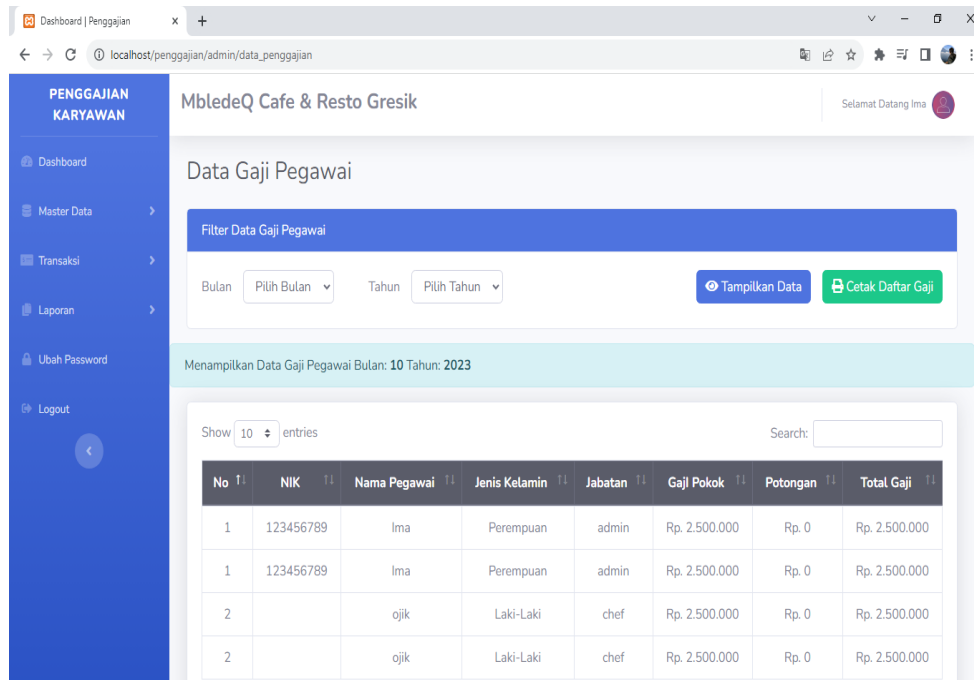 Dashboard | Penggajian
localhost/penggajian/admin/data_penggajian
PENGGAJIAN
KARYAWAN
MbledeQ Cafe & Resto Gresik
Selamat Datang Ima
Dashboard
Master Data
Transaksi
Laporan
Ubah Password
Logout
Data Gaji Pegawai
Filter Data Gaji Pegawai
Bulan Pilih Bulan Tahun Pilih Tahun Tampilkan Data Cetak Daftar Gaji
Menampilkan Data Gaji Pegawai Bulan: 10 Tahun: 2023
Show 10 entries Search:
No NIK Nama Pegawai Jenis Kelamin Jabatan GajI Pokok Potongan Total Gaji
1 123456789 Ima Perempuan admin Rp. 2.500.000 Rp. 0 Rp. 2.500.000
1 123456789 Ima Perempuan admin Rp. 2.500.000 Rp. 0 Rp. 2.500.000
2 ojik Laki-Laki chef Rp. 2.500.000 Rp. 0 Rp. 2.500.000
2 ojik Laki-Laki chef Rp. 2.500.000 Rp. 0 Rp. 2.500.000